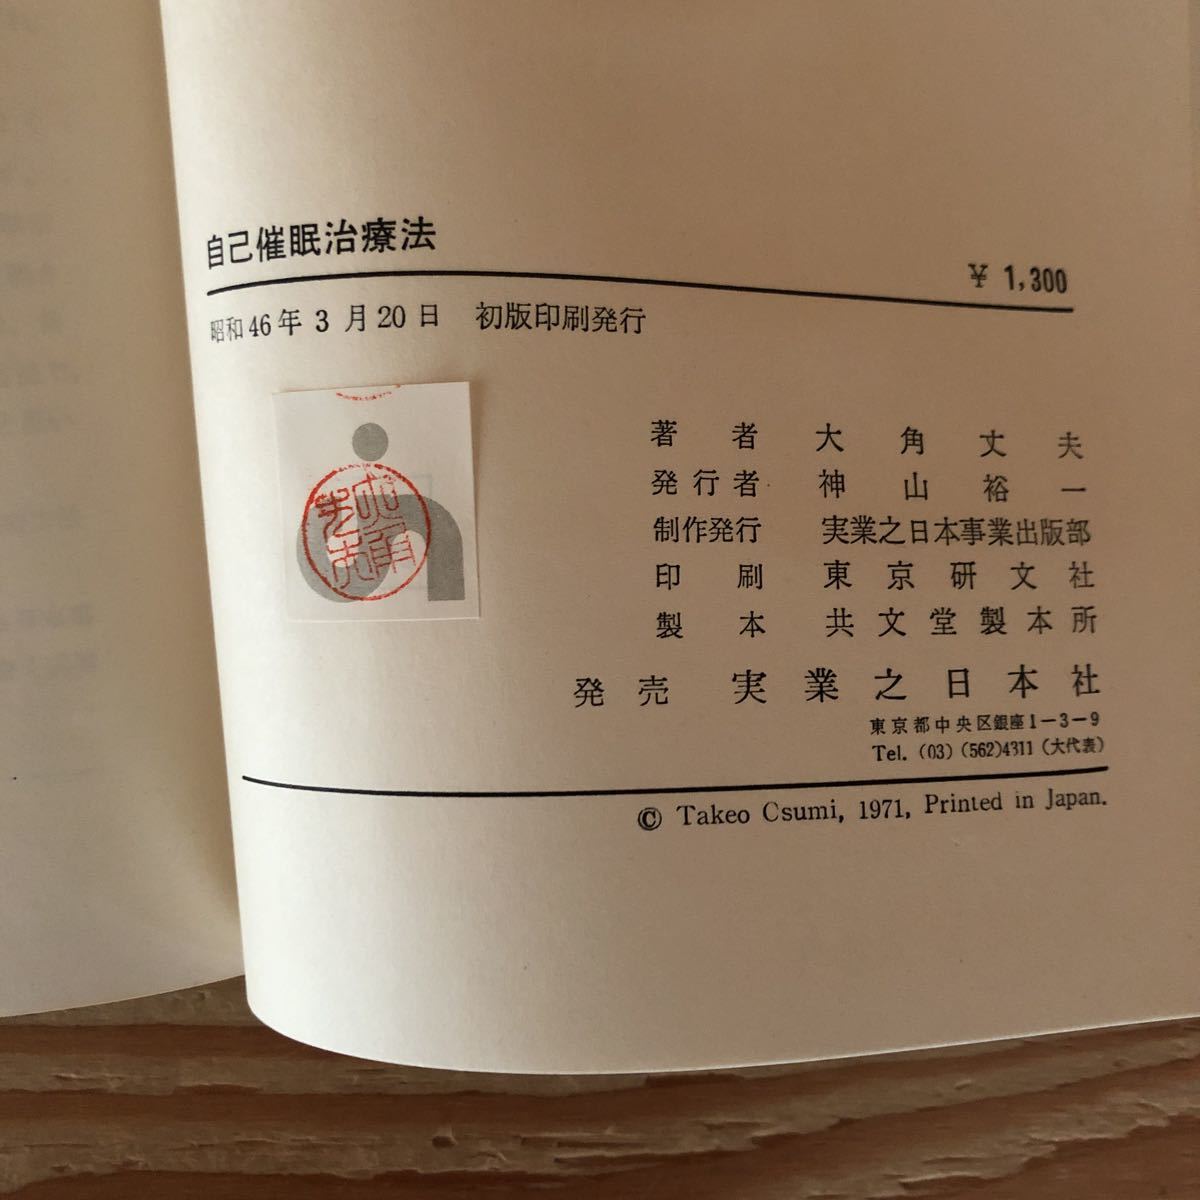 自己催眠治療法
¥ 1,300
昭和46年3月20日 初版印刷発行
著者 大角丈夫
発行者 神山裕一
制作発行 実業之日本事業出版部
印刷 東京研文社
製本 共文堂製本所
発売 実業之日本社
東京都中央区銀座1-3-9
Tel. (03) (562)4311 (大代表)
© Takeo Osumi, 1971, Printed in Japan.